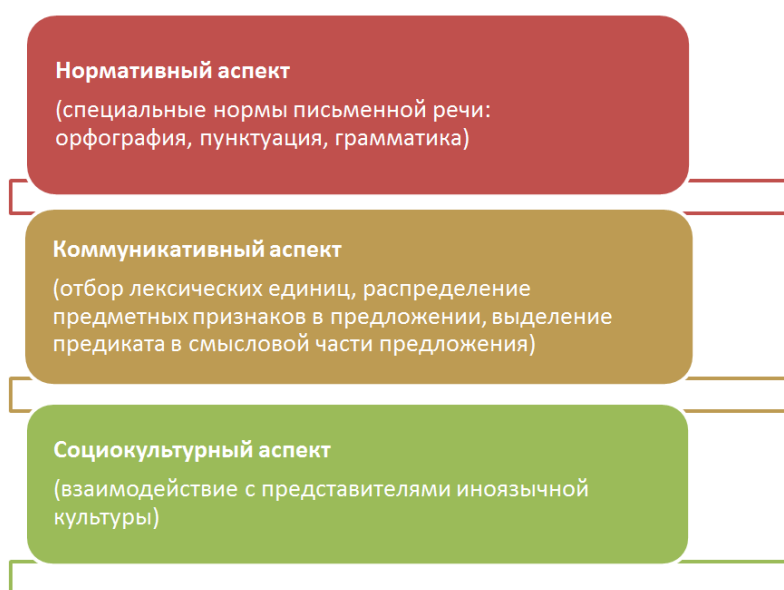 Нормативный аспект
(специальные нормы письменной речи:
орфография, пунктуация, грамматика)
Коммуникативный аспект
(отбор лексических единиц, распределение
предметных признаков в предложении, выделение
предиката в смысловой части предложения)
Социокультурный аспект
(взаимодействие с представителями иноязычной
культуры)